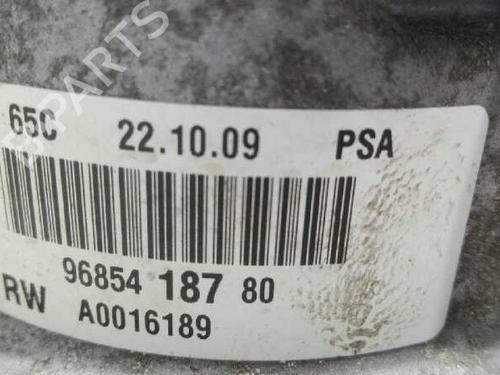 B-PARTS
65C 22.10.09 PSA
96854 187 80
RW A0016189